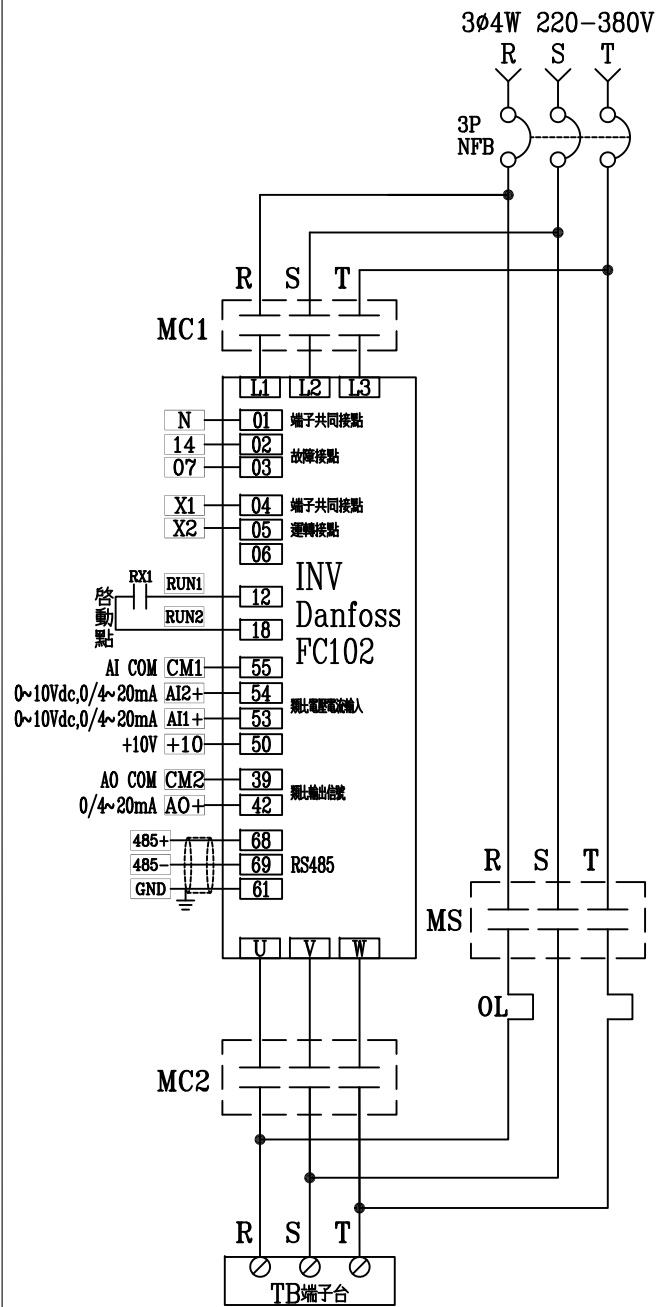 3ø4W 220-380V
R S T
3P
NFB
R S T
MC1
L1 L2 L3
N 01 端子共同接點
14 02
故障接點
07 03
X1 04 端子共同接點
X2 05 運轉接點
06
INV
Danfoss
FC102
RX1 RUN1 12
啓動點
RUN2 18
AI COM CM1 55
0~10Vdc,0/4~20mA AI2+ 54
類比電壓電流輸入
0~10Vdc,0/4~20mA AI1+ 53
+10V +10 50
AO COM CM2 39
類比輸出信號
0/4~20mA AO+ 42
485+ 68
485- 69 RS485
GND 61
R S T
MS
U V W
OL
MC2
R S T
TB端子台